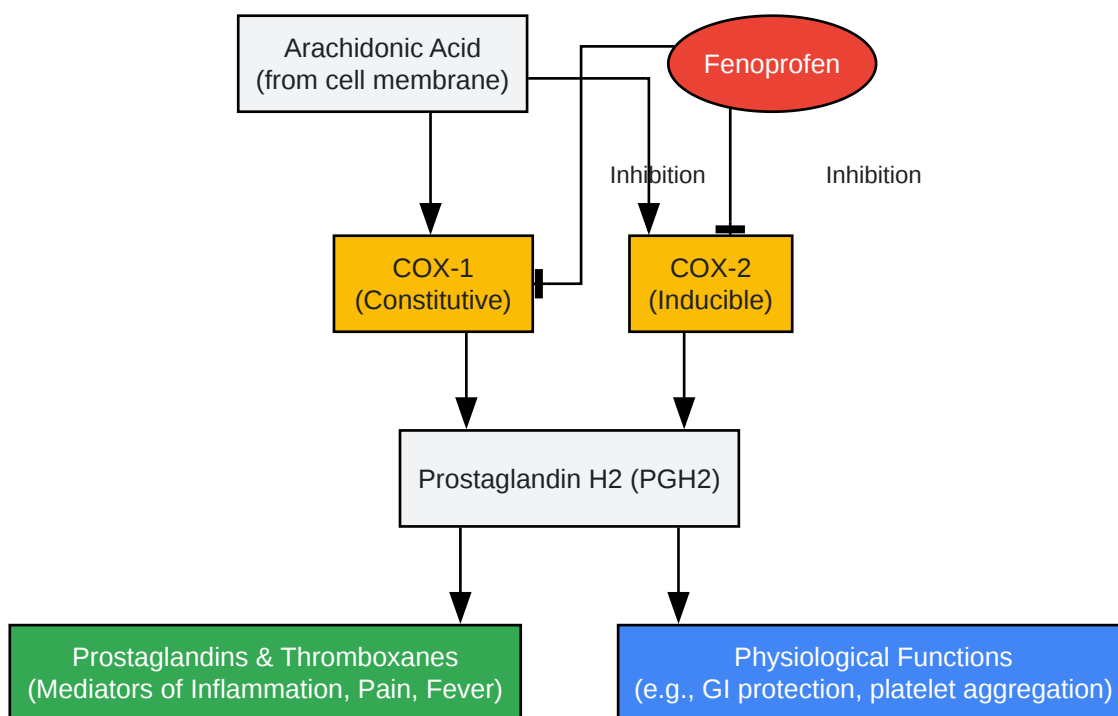 Arachidonic Acid
(from cell membrane)
Fenoprofen
Inhibition
Inhibition
COX-1
(Constitutive)
COX-2
(Inducible)
Prostaglandin H2 (PGH2)
Prostaglandins & Thromboxanes
(Mediators of Inflammation, Pain, Fever)
Physiological Functions
(e.g., GI protection, platelet aggregation)